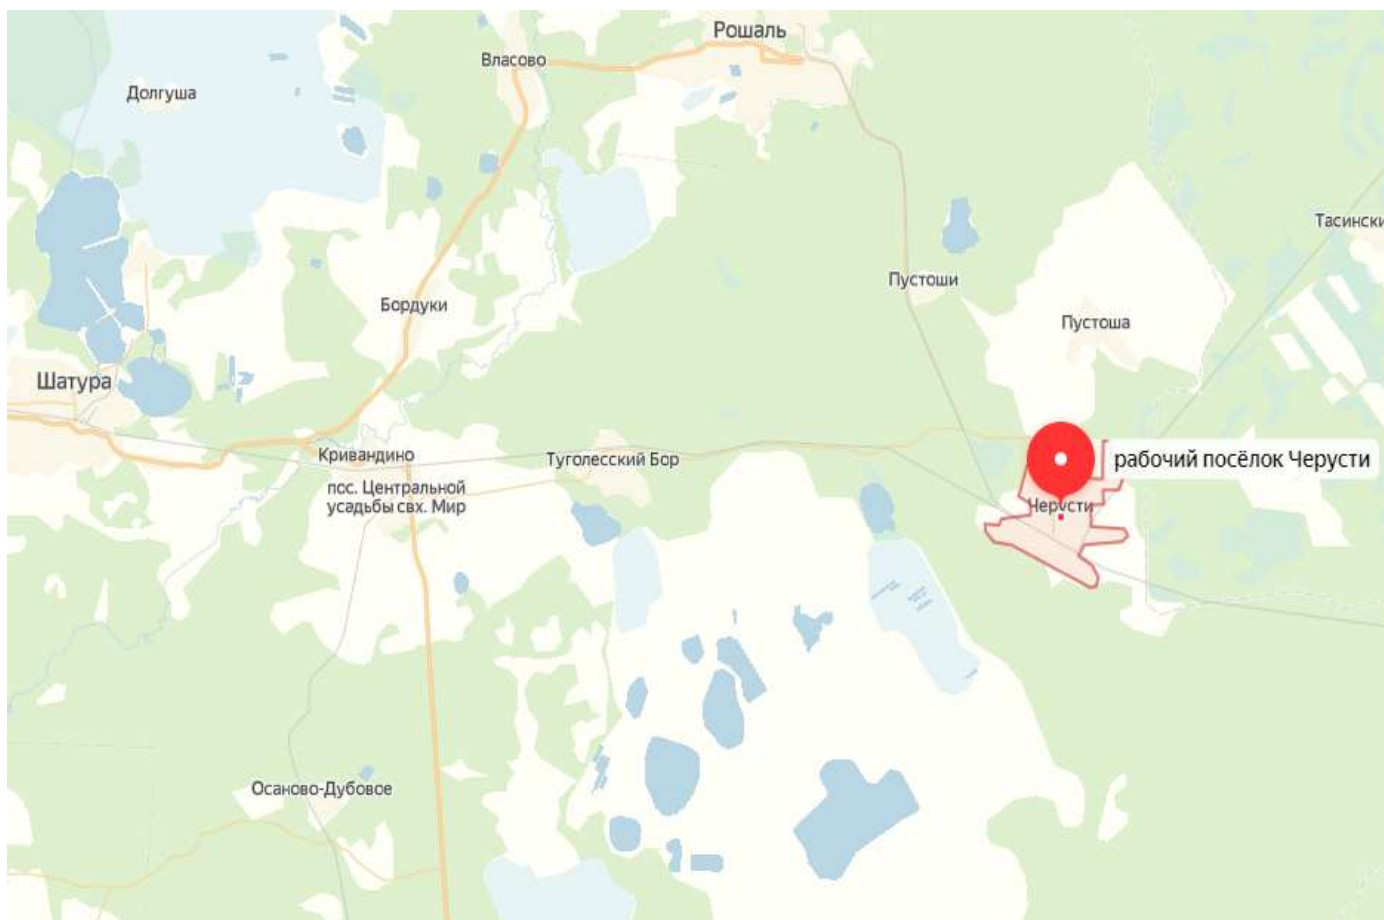 Рошаль
Власово
Долгуша
Тасински
Пустоши
Бордуки
Пустоша
Шатура
Кривандино
Туголесский Бор
рабочий посёлок Черусти
псс. Центральной
усадьбы свх. Мир
Черусти
Осаново-Дубовое